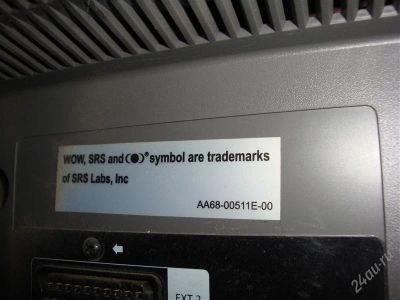 WOW, SRS and (●)® symbol are trademarks
of SRS Labs, Inc
AA68-00511E-00
EXT 2
24au.ru